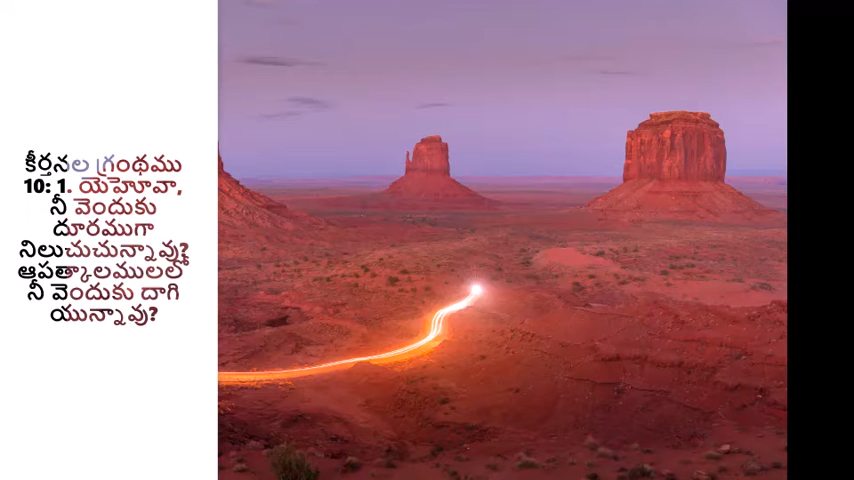 కీర్తనల గ్రంథము
10: 1. యెహెూవా,
నీ వెందుకు
దూరముగా
నిలుచుచున్నావు?
ఆపత్కాలములలో
నీ వెందుకు దాగి
యున్నావు?